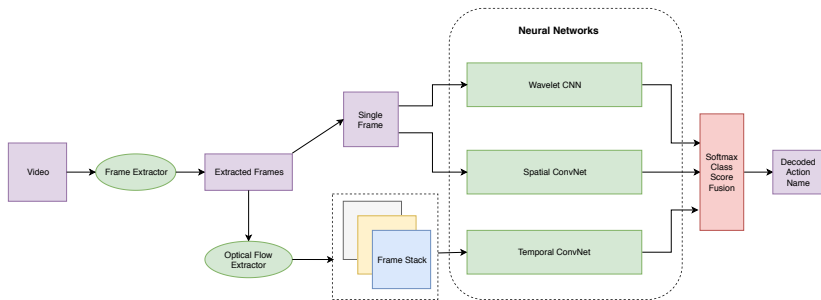 Neural Networks
Wavelet CNN
Single
Frame
Video
Frame Extractor
Extracted Frames
Spatial ConvNet
Softmax
Class
Score
Fusion
Decoded
Action
Name
Optical Flow
Extractor
Frame Stack
Temporal ConvNet